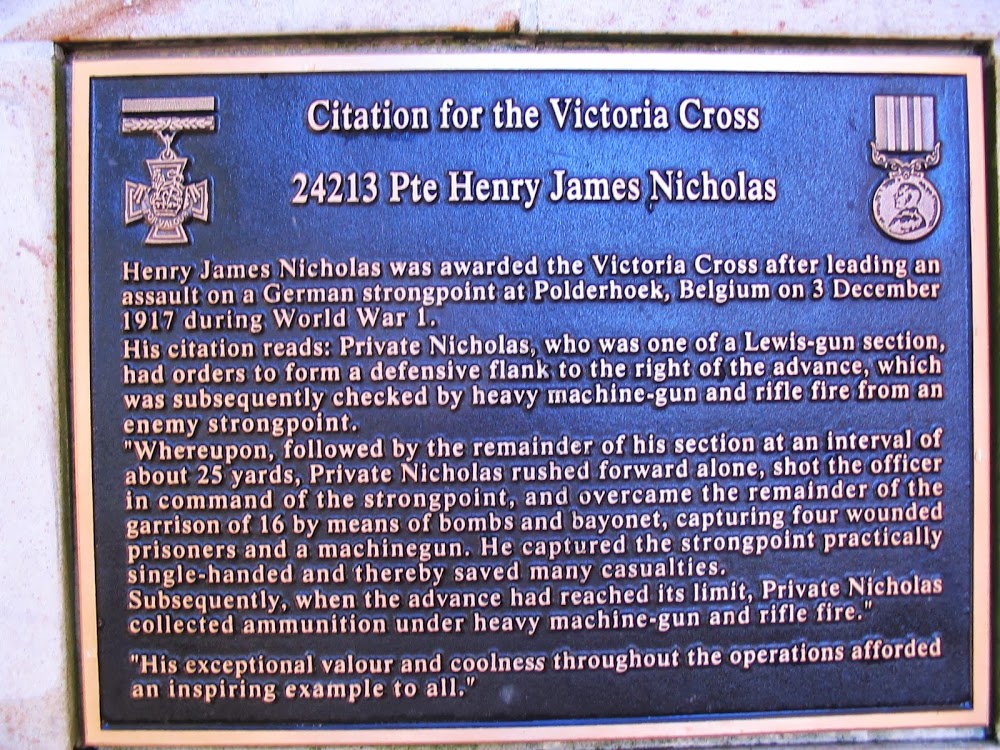 Citation for the Victoria Cross
24213 Pte Henry James Nicholas
Henry James Nicholas was awarded the Victoria Cross after leading an
assault on a German strongpoint at Polderhoek, Belgium on 3 December
1917 during World War 1.
His citation reads: Private Nicholas, who was one of a Lewis-gun section,
had orders to form a defensive flank to the right of the advance, which
was subsequently checked by heavy machine-gun and rifle fire from an
enemy strongpoint.
"Whereupon, followed by the remainder of his section at an interval of
about 25 yards, Private Nicholas rushed forward alone, shot the officer
in command of the strongpoint, and overcame the remainder of the
garrison of 16 by means of bombs and bayonet, capturing four wounded
prisoners and a machinegun. He captured the strongpoint practically
single-handed and thereby saved many casualties.
Subsequently, when the advance had reached its limit, Private Nicholas
collected ammunition under heavy machine-gun and rifle fire."
"His exceptional valour and coolness throughout the operations afforded
an inspiring example to all."